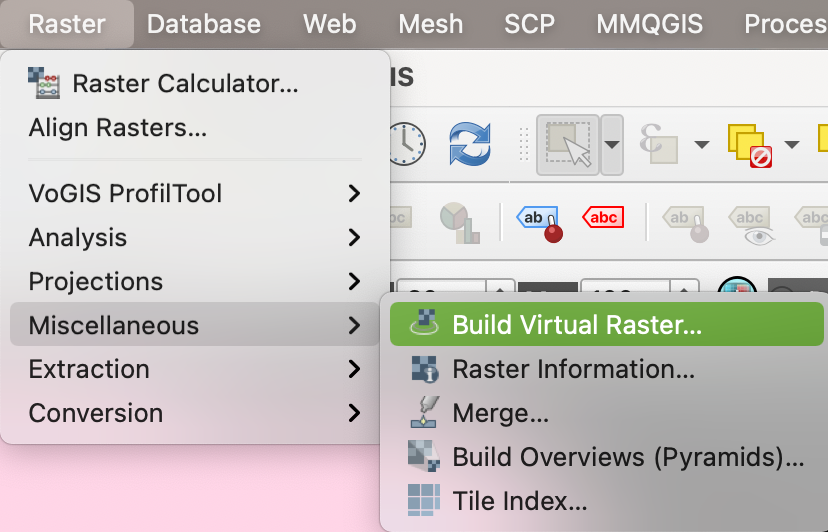 Raster Database Web Mesh SCP MMQGIS Proces
Raster Calculator...
IS
Align Rasters...
VoGIS ProfilTool
abc
ab
abc
ab
abc
abc
Analysis
Projections
Miscellaneous
Build Virtual Raster...
Extraction
Raster Information...
Conversion
Merge...
Build Overviews (Pyramids)...
Tile Index...